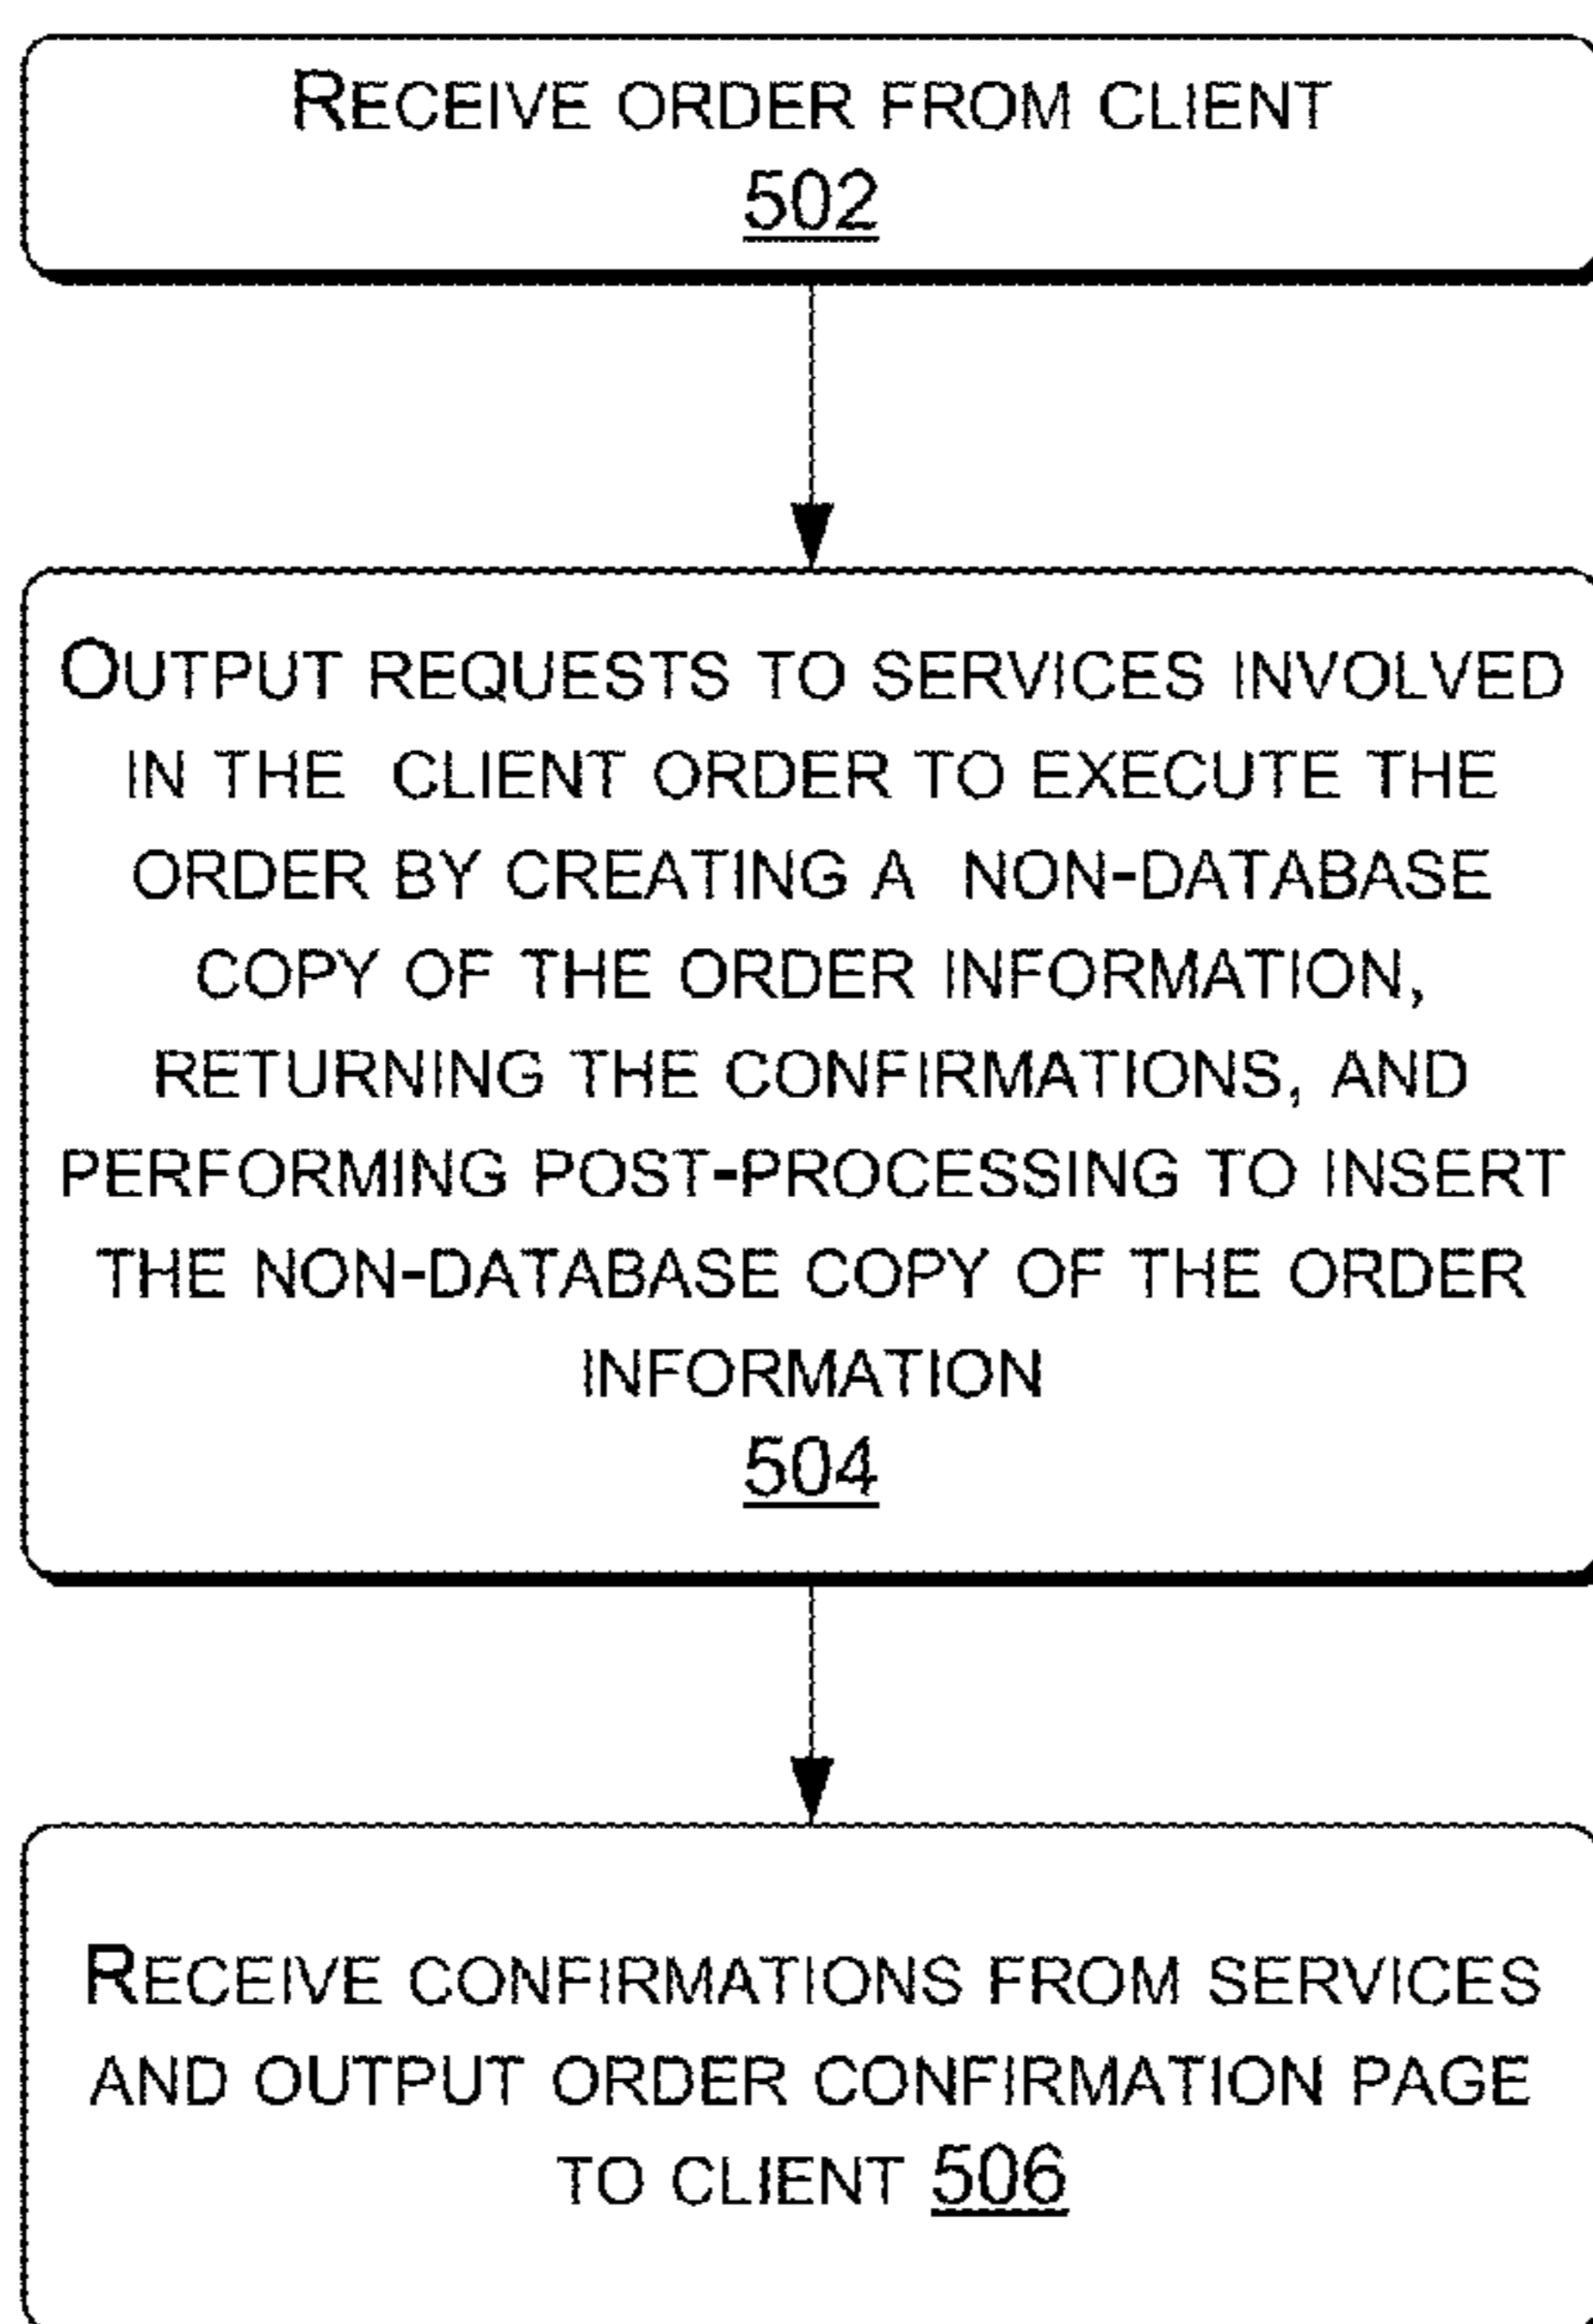 RECEIVE ORDER FROM CLIENT
502
OUTPUT REQUESTS TO SERVICES INVOLVED
IN THE CLIENT ORDER TO EXECUTE THE
ORDER BY CREATING A NON-DATABASE
COPY OF THE ORDER INFORMATION,
RETURNING THE CONFIRMATIONS, AND
PERFORMING POST-PROCESSING TO INSERT
THE NON-DATABASE COPY OF THE ORDER
INFORMATION
504
RECEIVE CONFIRMATIONS FROM SERVICES
AND OUTPUT ORDER CONFIRMATION PAGE
TO CLIENT 506